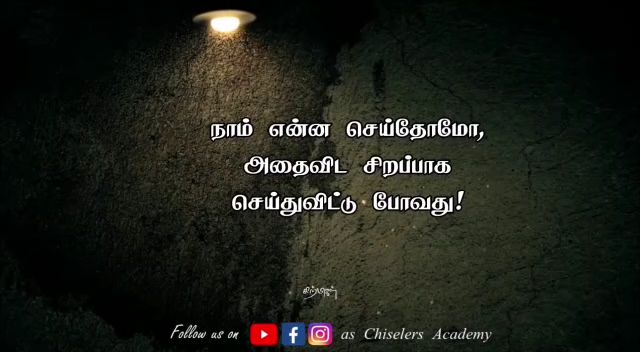 நாம் என்ன செய்தோமோ,
அதைவிட சிறப்பாக
செய்துவிட்டு போவது!
Follow us on as Chiselers Academy